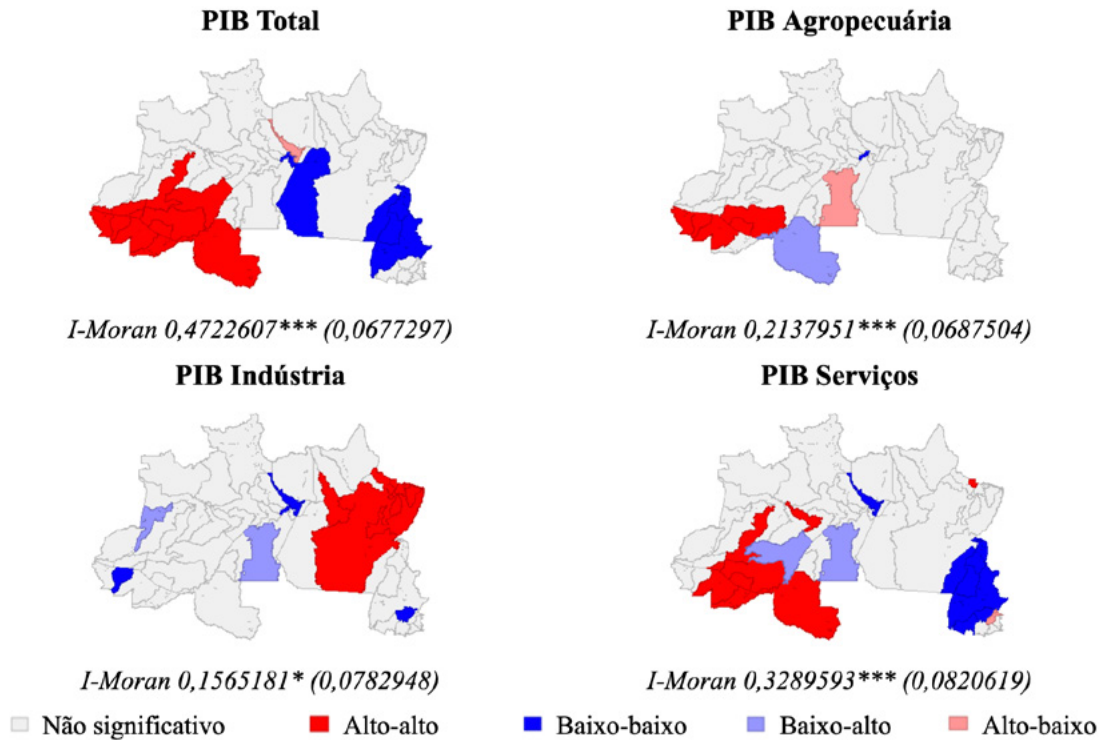 PIB Total
PIB Agropecuária
I-Moran 0,4722607*** (0,0677297)
I-Moran 0,2137951*** (0,0687504)
PIB Indústria
PIB Serviços
I-Moran 0,1565181* (0,0782948)
I-Moran 0,3289593*** (0,0820619)
Não significativo
Alto-alto
Baixo-baixo
Baixo-alto
Alto-baixo